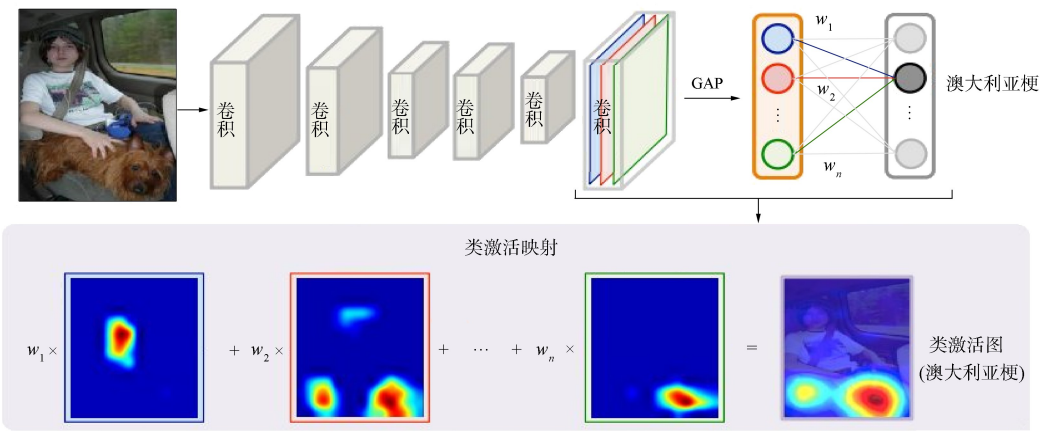 卷积
卷积
卷积
卷积
卷积
卷积
GAP
w1
w2
⋮
wn
⋮
澳大利亚梗
类激活映射
w1 × + w2 × + ⋯ + wn × =
类激活图
(澳大利亚梗)